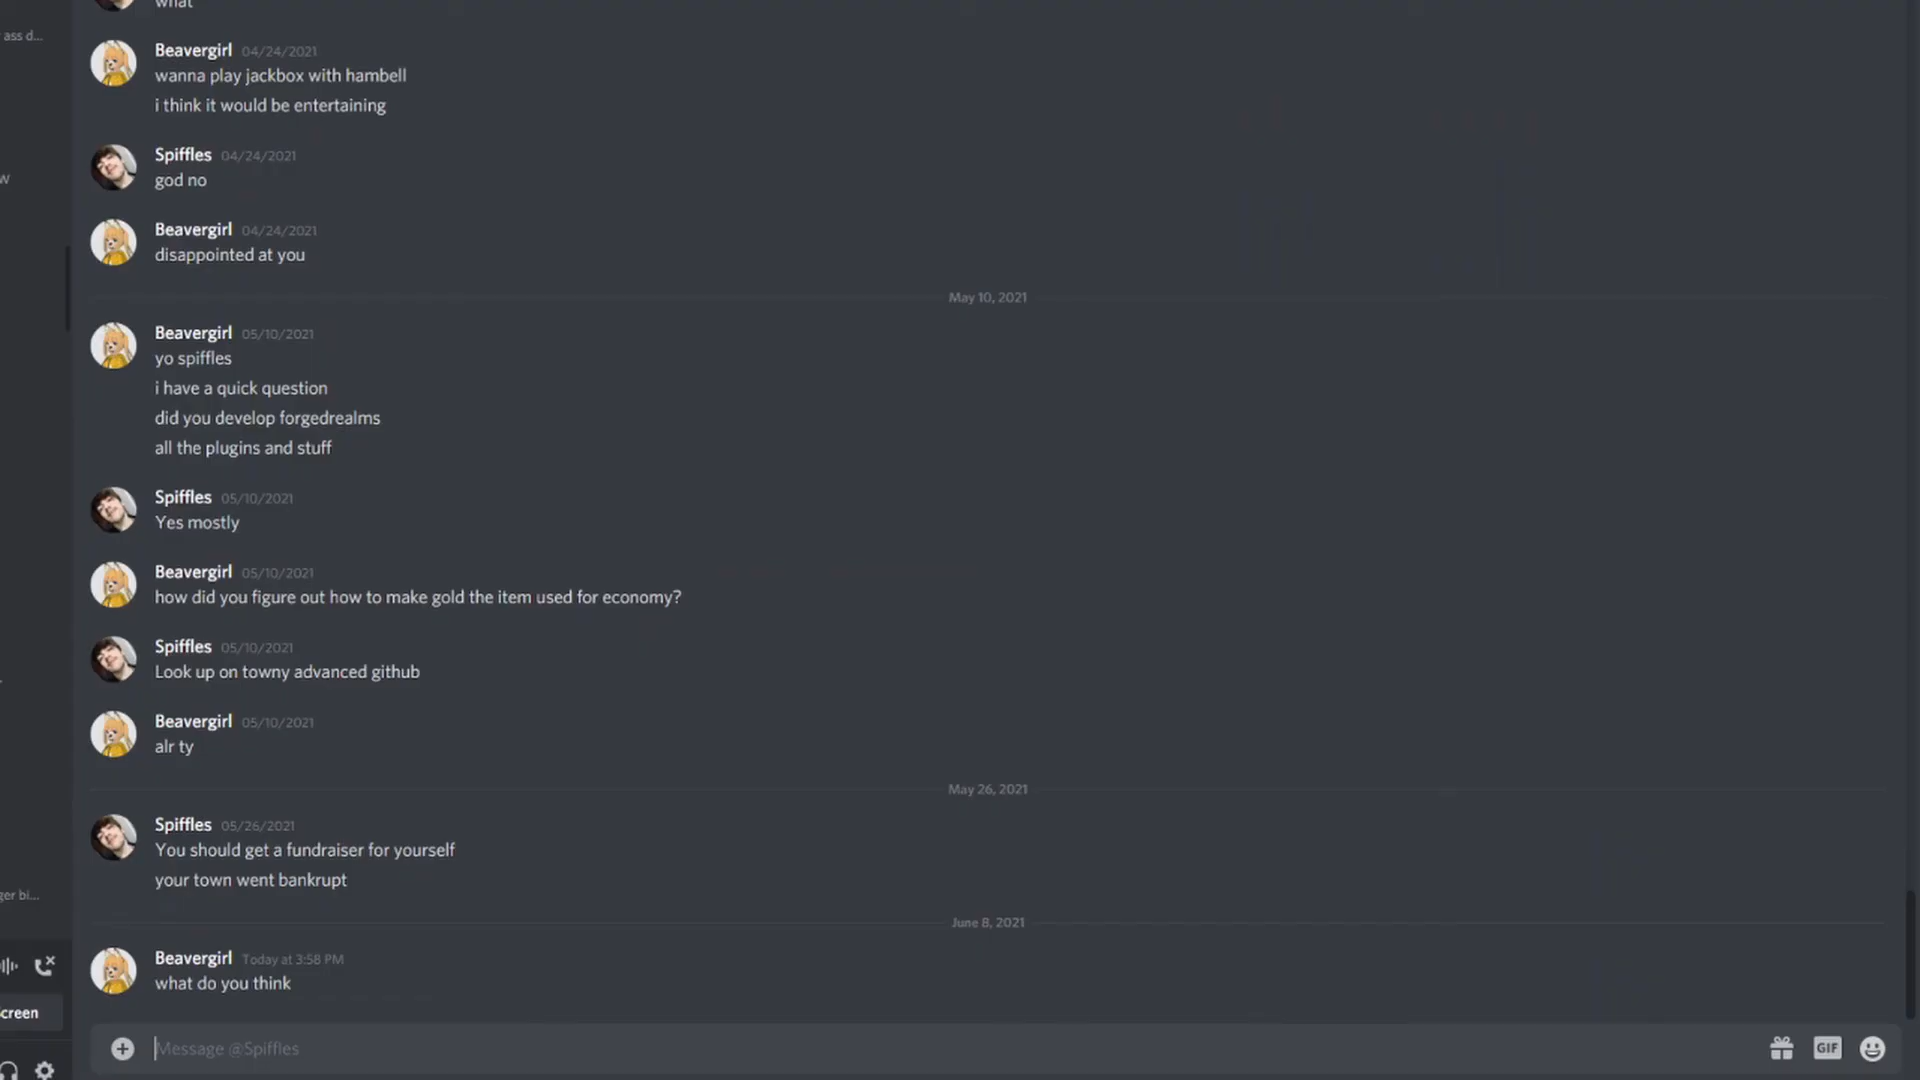 what
ass d...
Beavergirl 04/24/2021
wanna play jackbox with hambell
i think it would be entertaining
Spiffles 04/24/2021
god no
W
Beavergirl 04/24/2021
disappointed at you
May 10, 2021
Beavergirl 05/10/2021
yo spiffles
i have a quick question
did you develop forgedrealms
all the plugins and stuff
Spiffles 05/10/2021
Yes mostly
Beavergirl 05/10/2021
how did you figure out how to make gold the item used for economy?
Spiffles 05/10/2021
Look up on towny advanced github
Beavergirl 05/10/2021
alr ty
May 26, 2021
Spiffles 05/26/2021
You should get a fundraiser for yourself
your town went bankrupt
ger bi...
June 8, 2021
Beavergirl Today at 3:58 PM
what do you think
creen
Message @Spiffles
GIF